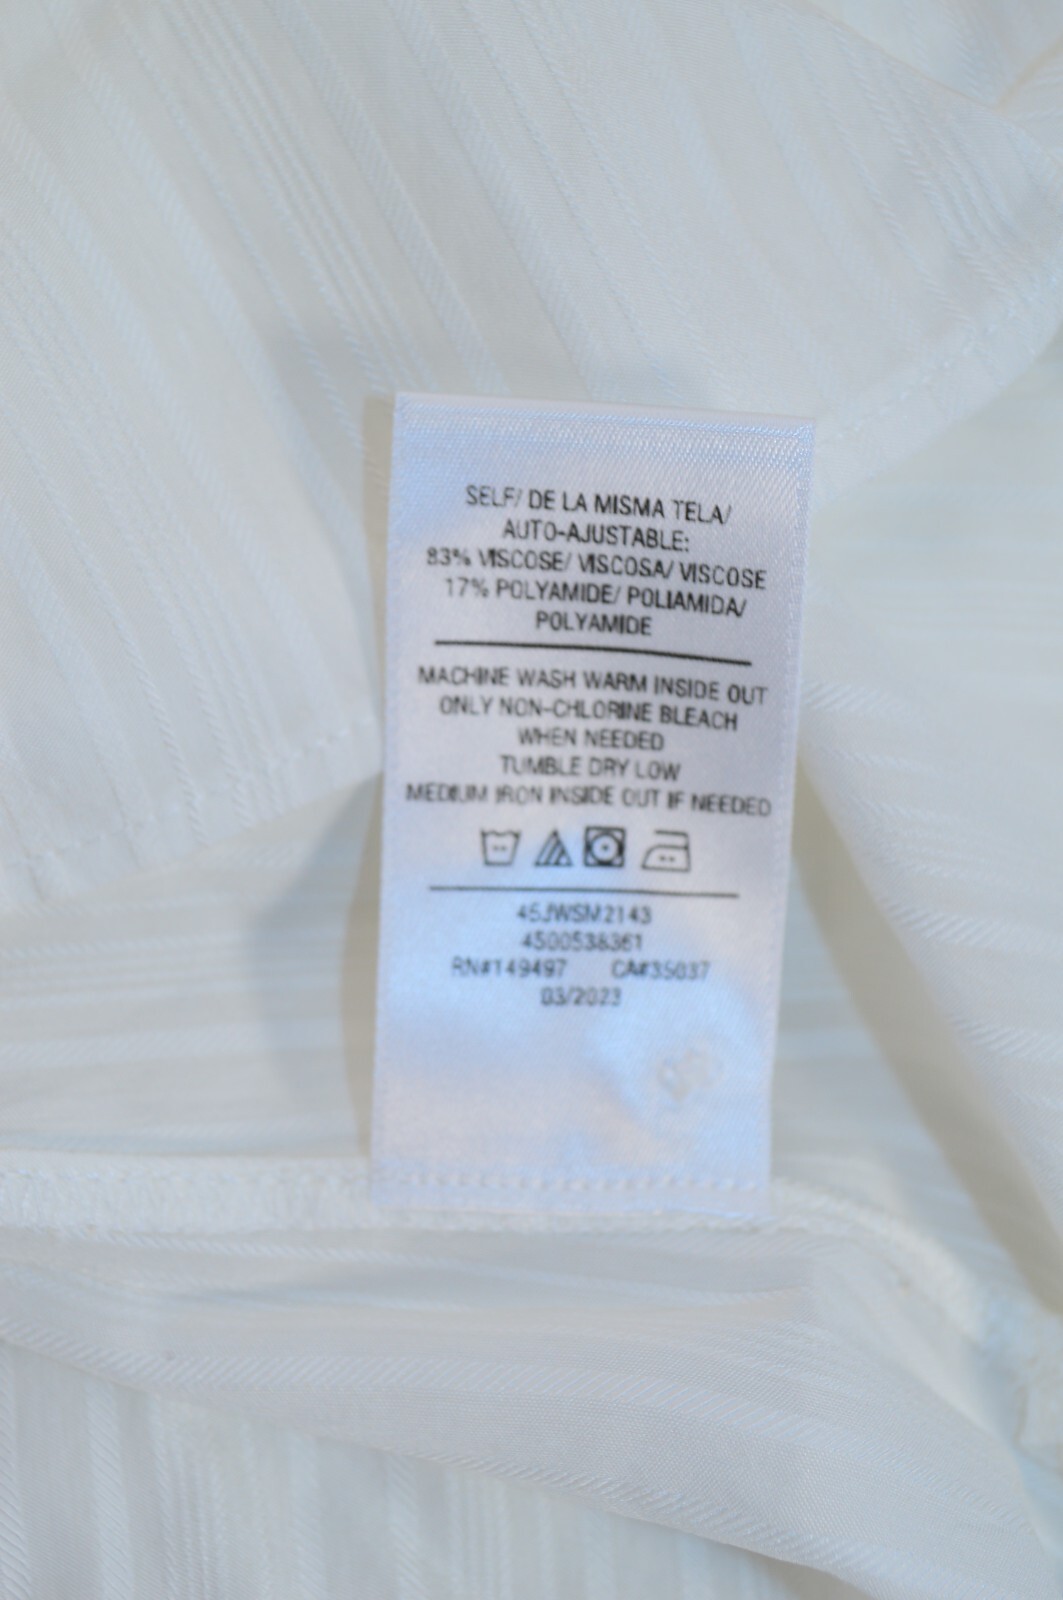 SELF/ DE LA MISMA TELA/
AUTO-AJUSTABLE:
83% VISCOSE/ VISCOSA/ VISCOSE
17% POLYAMIDE/ POLIAMIDA/
POLYAMIDE
MACHINE WASH WARM INSIDE OUT
ONLY NON-CHLORINE BLEACH
WHEN NEEDED
TUMBLE DRY LOW
MEDIUM IRON INSIDE OUT IF NEEDED
45JWSM2143
4500538361
RN#149497 CA#35037
03/2023